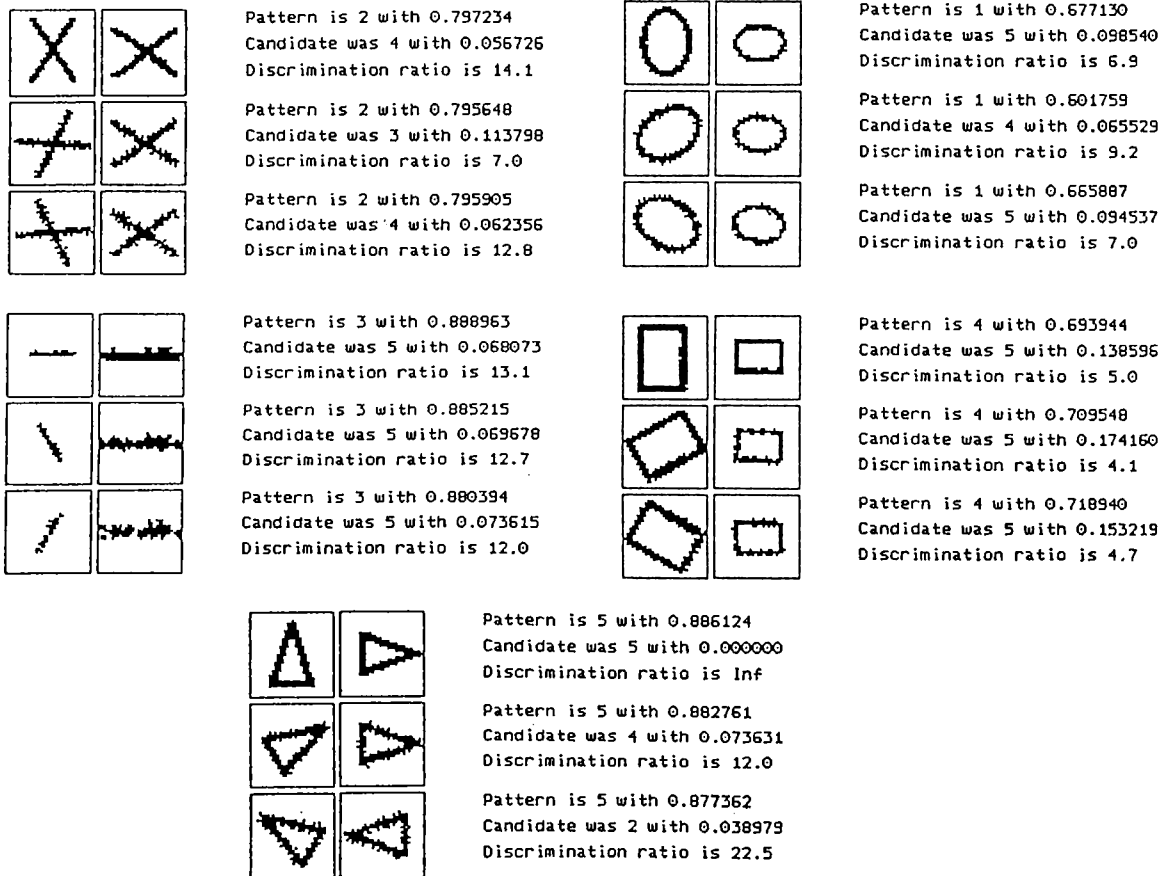 Pattern is 2 with 0.797234
Candidate was 4 with 0.056726
Discrimination ratio is 14.1
Pattern is 2 with 0.795648
Candidate was 3 with 0.113798
Discrimination ratio is 7.0
Pattern is 2 with 0.795905
Candidate was 4 with 0.062356
Discrimination ratio is 12.8
Pattern is 1 with 0.677130
Candidate was 5 with 0.098540
Discrimination ratio is 6.9
Pattern is 1 with 0.601759
Candidate was 4 with 0.065529
Discrimination ratio is 9.2
Pattern is 1 with 0.665887
Candidate was 5 with 0.094537
Discrimination ratio is 7.0
Pattern is 3 with 0.888963
Candidate was 5 with 0.068073
Discrimination ratio is 13.1
Pattern is 3 with 0.885215
Candidate was 5 with 0.069678
Discrimination ratio is 12.7
Pattern is 3 with 0.880394
Candidate was 5 with 0.073615
Discrimination ratio is 12.0
Pattern is 4 with 0.693944
Candidate was 5 with 0.138596
Discrimination ratio is 5.0
Pattern is 4 with 0.709548
Candidate was 5 with 0.174160
Discrimination ratio is 4.1
Pattern is 4 with 0.718940
Candidate was 5 with 0.153219
Discrimination ratio is 4.7
Pattern is 5 with 0.886124
Candidate was 5 with 0.000000
Discrimination ratio is Inf
Pattern is 5 with 0.882761
Candidate was 4 with 0.073631
Discrimination ratio is 12.0
Pattern is 5 with 0.877362
Candidate was 2 with 0.038979
Discrimination ratio is 22.5